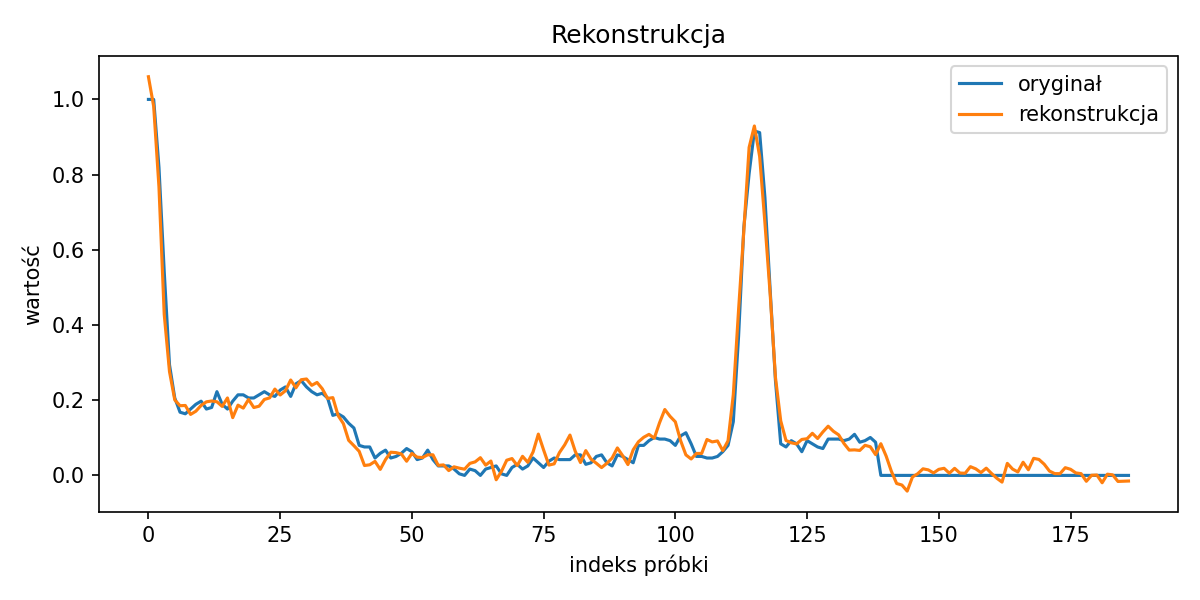 Rekonstrukcja
oryginał
rekonstrukcja
wartość
1.0
0.8
0.6
0.4
0.2
0.0
0 25 50 75 100 125 150 175
indeks próbki